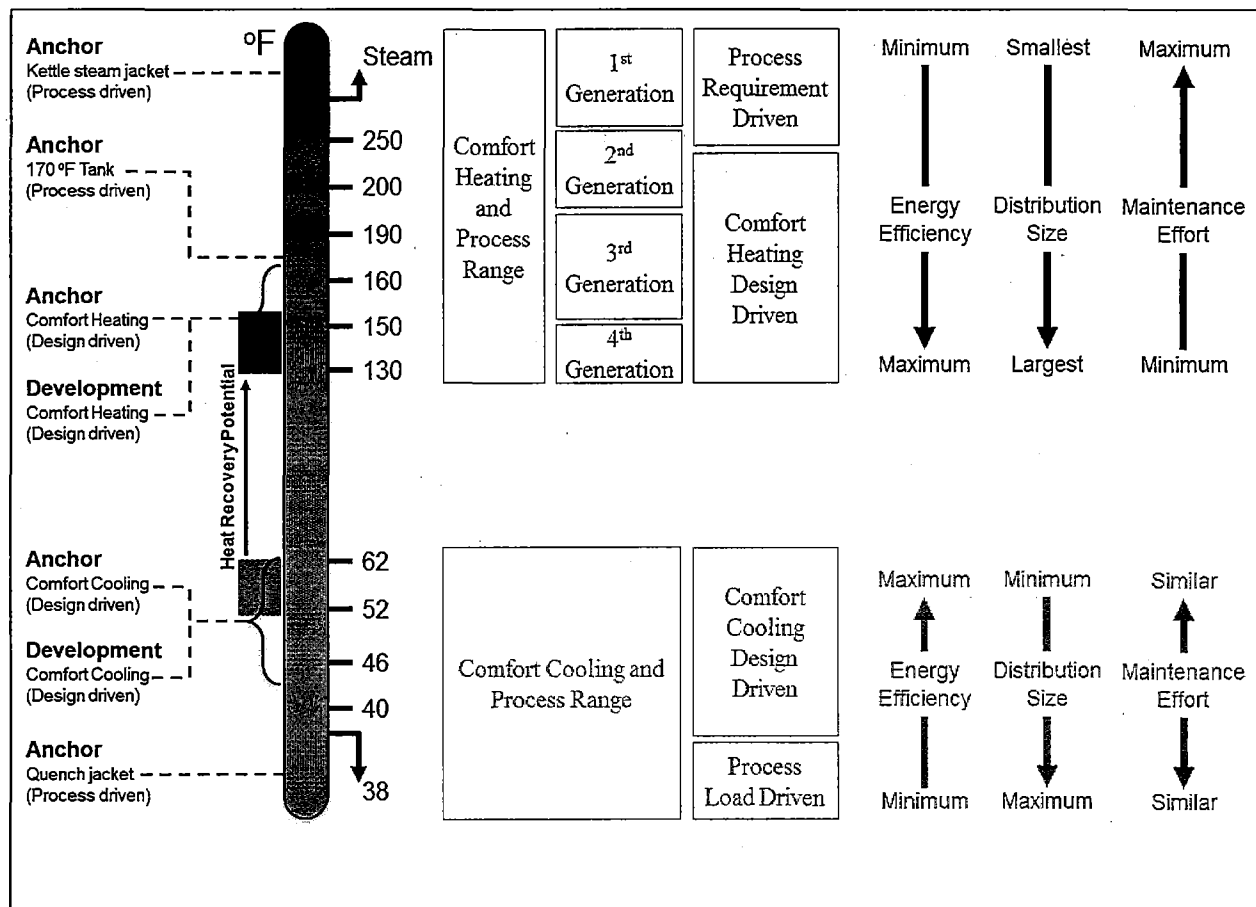 Anchor
Kettle steam jacket
(Process driven)
Anchor
170 ºF Tank
(Process driven)
Anchor
Comfort Heating
(Design driven)
Development
Comfort Heating
(Design driven)
Anchor
Comfort Cooling
(Design driven)
Development
Comfort Cooling
(Design driven)
Anchor
Quench jacket
(Process driven)
Heat Recovery Potential
ºF
Steam
250
200
190
160
150
130
62
52
46
40
38
Comfort
Heating
and
Process
Range
1st
Generation
2nd
Generation
3rd
Generation
4th
Generation
Process
Requirement
Driven
Comfort
Heating
Design
Driven
Minimum
Energy
Efficiency
Maximum
Smallest
Distribution
Size
Largest
Maximum
Maintenance
Effort
Minimum
Comfort Cooling and
Process Range
Comfort
Cooling
Design
Driven
Process
Load Driven
Maximum
Energy
Efficiency
Minimum
Minimum
Distribution
Size
Maximum
Similar
Maintenance
Effort
Similar